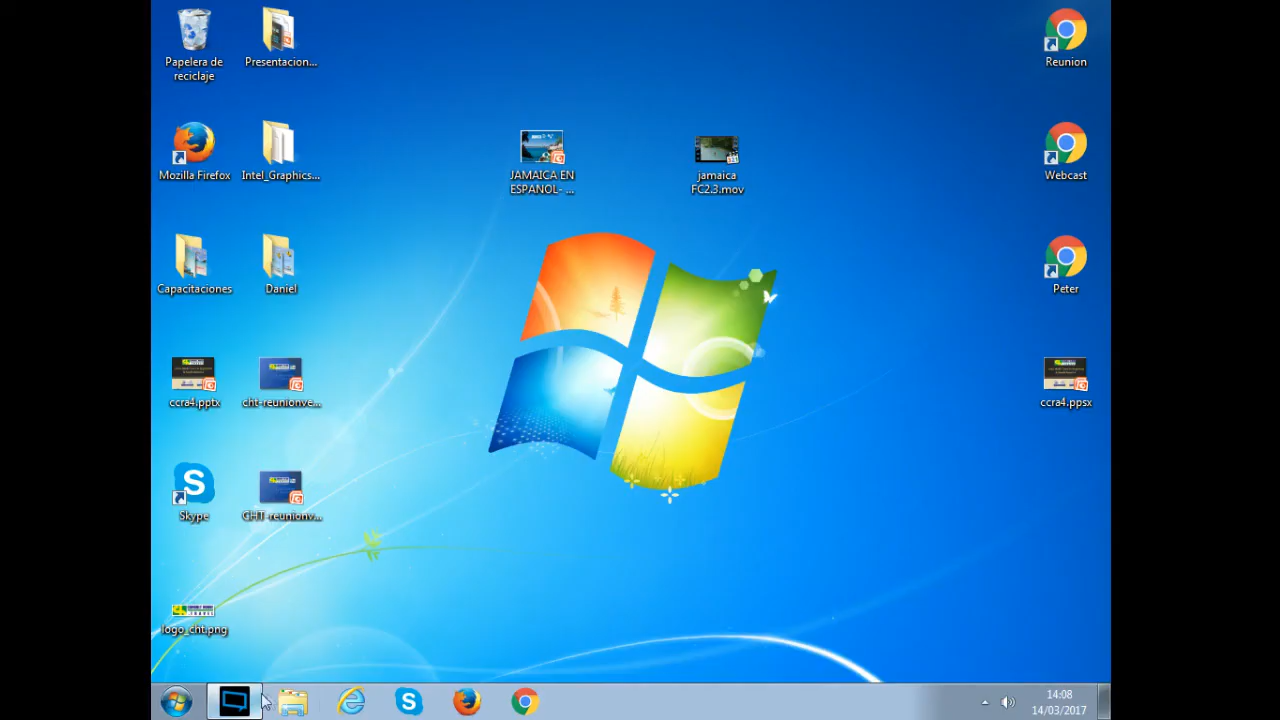 Papelera de
reciclaje
Presentacion...
Reunion
Mozilla Firefox
Intel_Graphics...
JAMAICA EN
ESPAÑOL- ...
jamaica
FC2.3.mov
Webcast
Capacitaciones
Daniel
Peter
ccra4.pptx
cht-reunionve...
ccra4.ppsx
Skype
CHT-reunionv...
logo_cht.png
14:08
14/03/2017